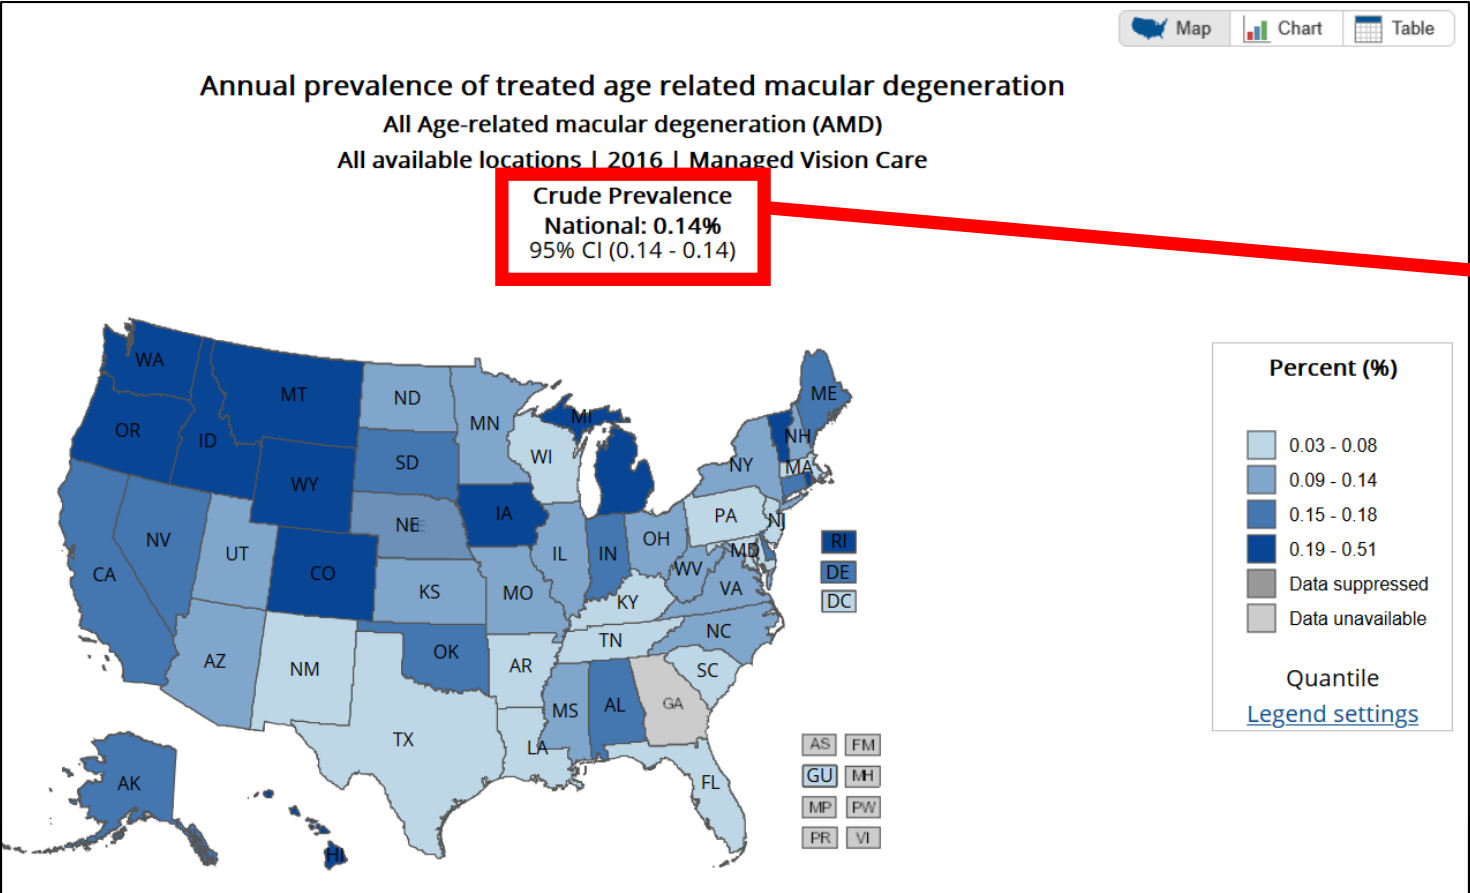 Map Chart Table
Annual prevalence of treated age related macular degeneration
All Age-related macular degeneration (AMD)
All available locations | 2016 | Managed Vision Care
Crude Prevalence
National: 0.14%
95% CI (0.14 - 0.14)
Percent (%)
0.03 - 0.08
0.09 - 0.14
0.15 - 0.18
0.19 - 0.51
Data suppressed
Data unavailable
Quantile
Legend settings
WA
MT
ND
MN
MI
ME
OR
ID
SD
WI
NY
NH
MA
WY
IA
PA
NJ
NE
NV
UT
CO
IL
IN
OH
MD
RI
CA
KS
MO
WV
VA
DE
KY
DC
AZ
NM
OK
AR
TN
NC
SC
MS
AL
GA
TX
LA
FL
AK
HI
AS FM
GU MH
MP PW
PR VI